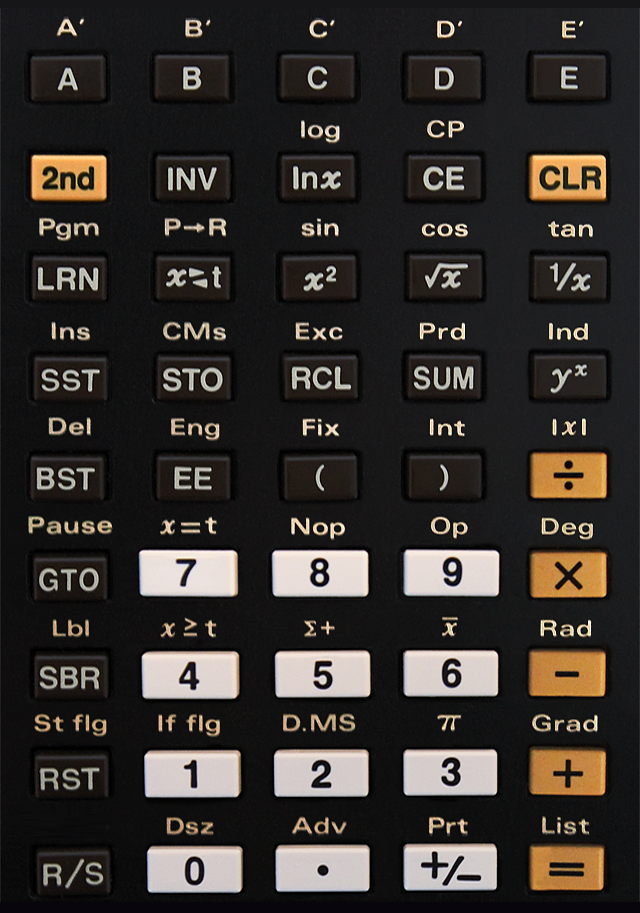 A′ B′ C′ D′ E′
A B C D E
log CP
2nd INV lnx CE CLR
Pgm P→R sin cos tan
LRN x⇄t x² √x 1/x
Ins CMs Exc Prd Ind
SST STO RCL SUM yˣ
Del Eng Fix Int |x|
BST EE ( ) ÷
Pause x=t Nop Op Deg
GTO 7 8 9 ×
Lbl x≥t Σ+ x̅ Rad
SBR 4 5 6 −
St flg If flg D.MS π Grad
RST 1 2 3 +
Dsz Adv Prt List
R/S 0 . +/− =